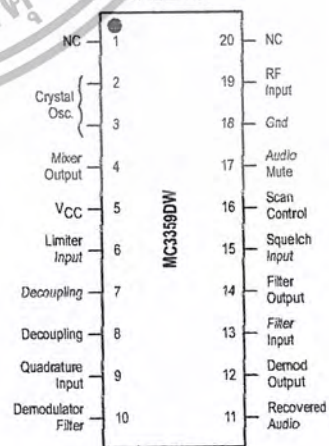 NC 1
Crystal Osc. 2
3
Mixer Output 4
VCC 5
Limiter Input 6
Decoupling 7
Decoupling 8
Quadrature Input 9
Demodulator Filter 10
MC3359DW
20 NC
19 RF Input
18 Gnd
17 Audio Mute
16 Scan Control
15 Squelch Input
14 Filter Output
13 Filter Input
12 Demod Output
11 Recovered Audio